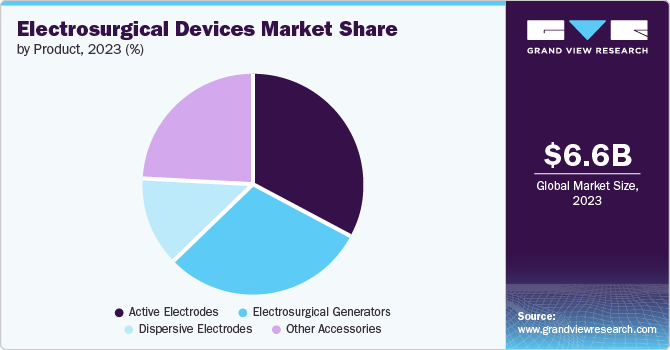 Electrosurgical Devices Market Share
by Product, 2023 (%)
GRAND VIEW RESEARCH
$6.6B
Global Market Size,
2023
Active Electrodes
Electrosurgical Generators
Dispersive Electrodes
Other Accessories
Source:
www.grandviewresearch.com